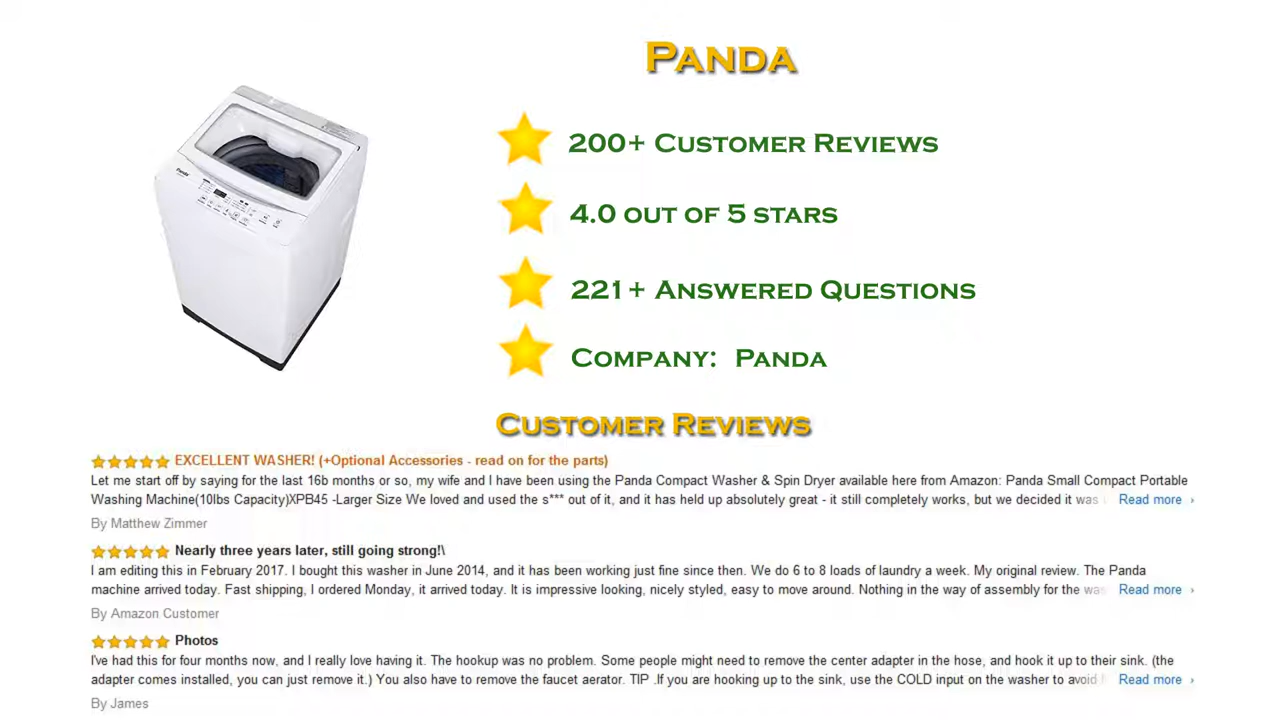 PANDA
200+ CUSTOMER REVIEWS
4.0 OUT OF 5 STARS
221+ ANSWERED QUESTIONS
COMPANY: PANDA
Panda
CUSTOMER REVIEWS
EXCELLENT WASHER! (+Optional Accessories - read on for the parts)
Let me start off by saying for the last 16b months or so, my wife and I have been using the Panda Compact Washer & Spin Dryer available here from Amazon: Panda Small Compact Portable
Washing Machine(10lbs Capacity)XPB45 -Larger Size We loved and used the s*** out of it, and it has held up absolutely great - it still completely works, but we decided it was Read more ›
By Matthew Zimmer
Nearly three years later, still going strong!\
I am editing this in February 2017. I bought this washer in June 2014, and it has been working just fine since then. We do 6 to 8 loads of laundry a week. My original review. The Panda
machine arrived today. Fast shipping, I ordered Monday, it arrived today. It is impressive looking, nicely styled, easy to move around. Nothing in the way of assembly for the was Read more ›
By Amazon Customer
Photos
I've had this for four months now, and I really love having it. The hookup was no problem. Some people might need to remove the center adapter in the hose, and hook it up to their sink. (the
adapter comes installed, you can just remove it.) You also have to remove the faucet aerator. TIP .If you are hooking up to the sink, use the COLD input on the washer to avoid Read more ›
By James